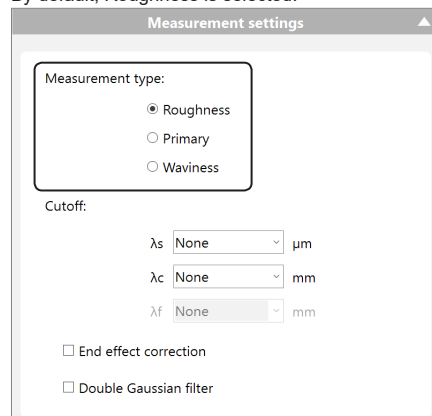 By default, Roughness is selected.
Measurement settings
Measurement type:
Roughness
Primary
Waviness
Cutoff:
λs None µm
λc None mm
λf None mm
End effect correction
Double Gaussian filter